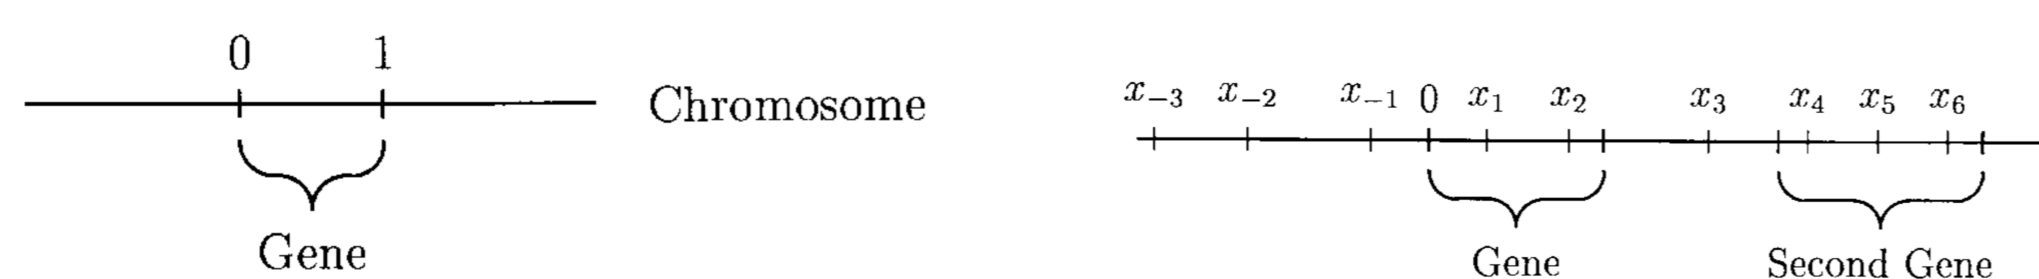 0 1
Chromosome
Gene
x₋₃ x₋₂ x₋₁ 0 x₁ x₂ x₃ x₄ x₅ x₆
Gene Second Gene